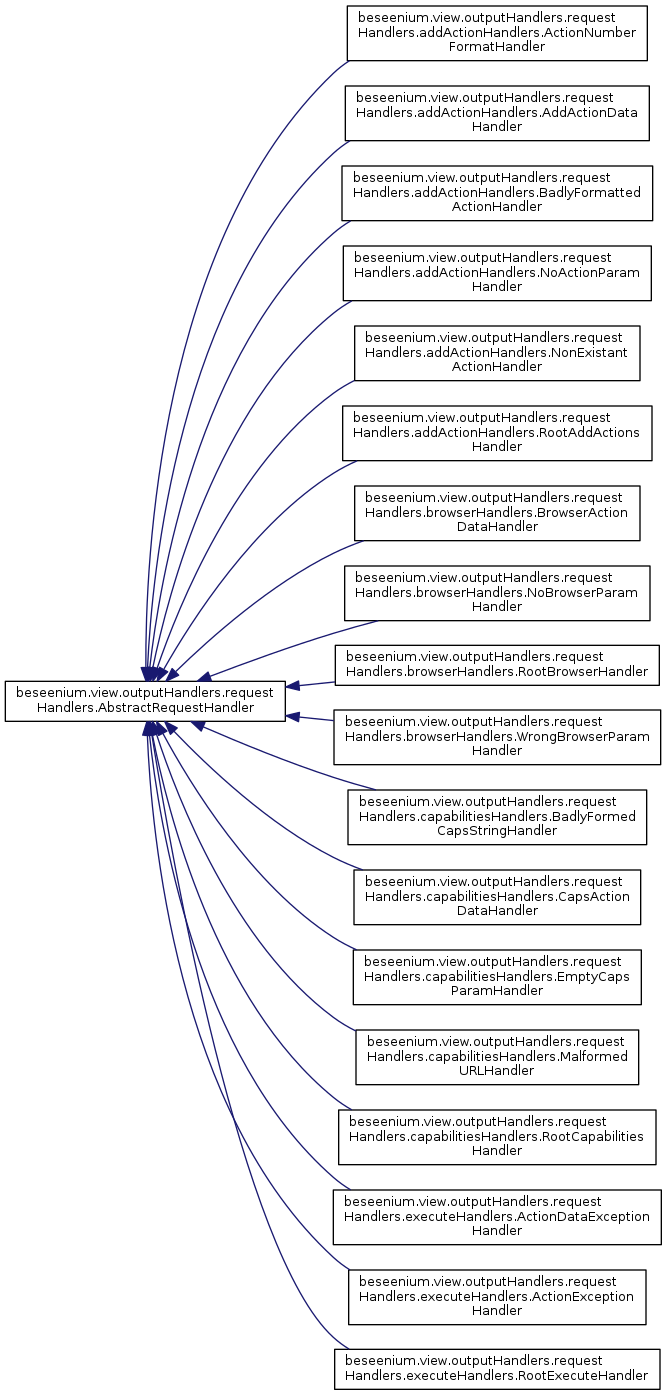 beseenium.view.outputHandlers.request
Handlers.addActionHandlers.ActionNumber
FormatHandler
beseenium.view.outputHandlers.request
Handlers.addActionHandlers.AddActionData
Handler
beseenium.view.outputHandlers.request
Handlers.addActionHandlers.BadlyFormatted
ActionHandler
beseenium.view.outputHandlers.request
Handlers.addActionHandlers.NoActionParam
Handler
beseenium.view.outputHandlers.request
Handlers.addActionHandlers.NonExistant
ActionHandler
beseenium.view.outputHandlers.request
Handlers.addActionHandlers.RootAddActions
Handler
beseenium.view.outputHandlers.request
Handlers.browserHandlers.BrowserAction
DataHandler
beseenium.view.outputHandlers.request
Handlers.browserHandlers.NoBrowserParam
Handler
beseenium.view.outputHandlers.request
Handlers.browserHandlers.RootBrowserHandler
beseenium.view.outputHandlers.request
Handlers.AbstractRequestHandler
beseenium.view.outputHandlers.request
Handlers.browserHandlers.WrongBrowserParam
Handler
beseenium.view.outputHandlers.request
Handlers.capabilitiesHandlers.BadlyFormed
CapsStringHandler
beseenium.view.outputHandlers.request
Handlers.capabilitiesHandlers.CapsAction
DataHandler
beseenium.view.outputHandlers.request
Handlers.capabilitiesHandlers.EmptyCaps
ParamHandler
beseenium.view.outputHandlers.request
Handlers.capabilitiesHandlers.Malformed
URLHandler
beseenium.view.outputHandlers.request
Handlers.capabilitiesHandlers.RootCapabilities
Handler
beseenium.view.outputHandlers.request
Handlers.executeHandlers.ActionDataException
Handler
beseenium.view.outputHandlers.request
Handlers.executeHandlers.ActionException
Handler
beseenium.view.outputHandlers.request
Handlers.executeHandlers.RootExecuteHandler